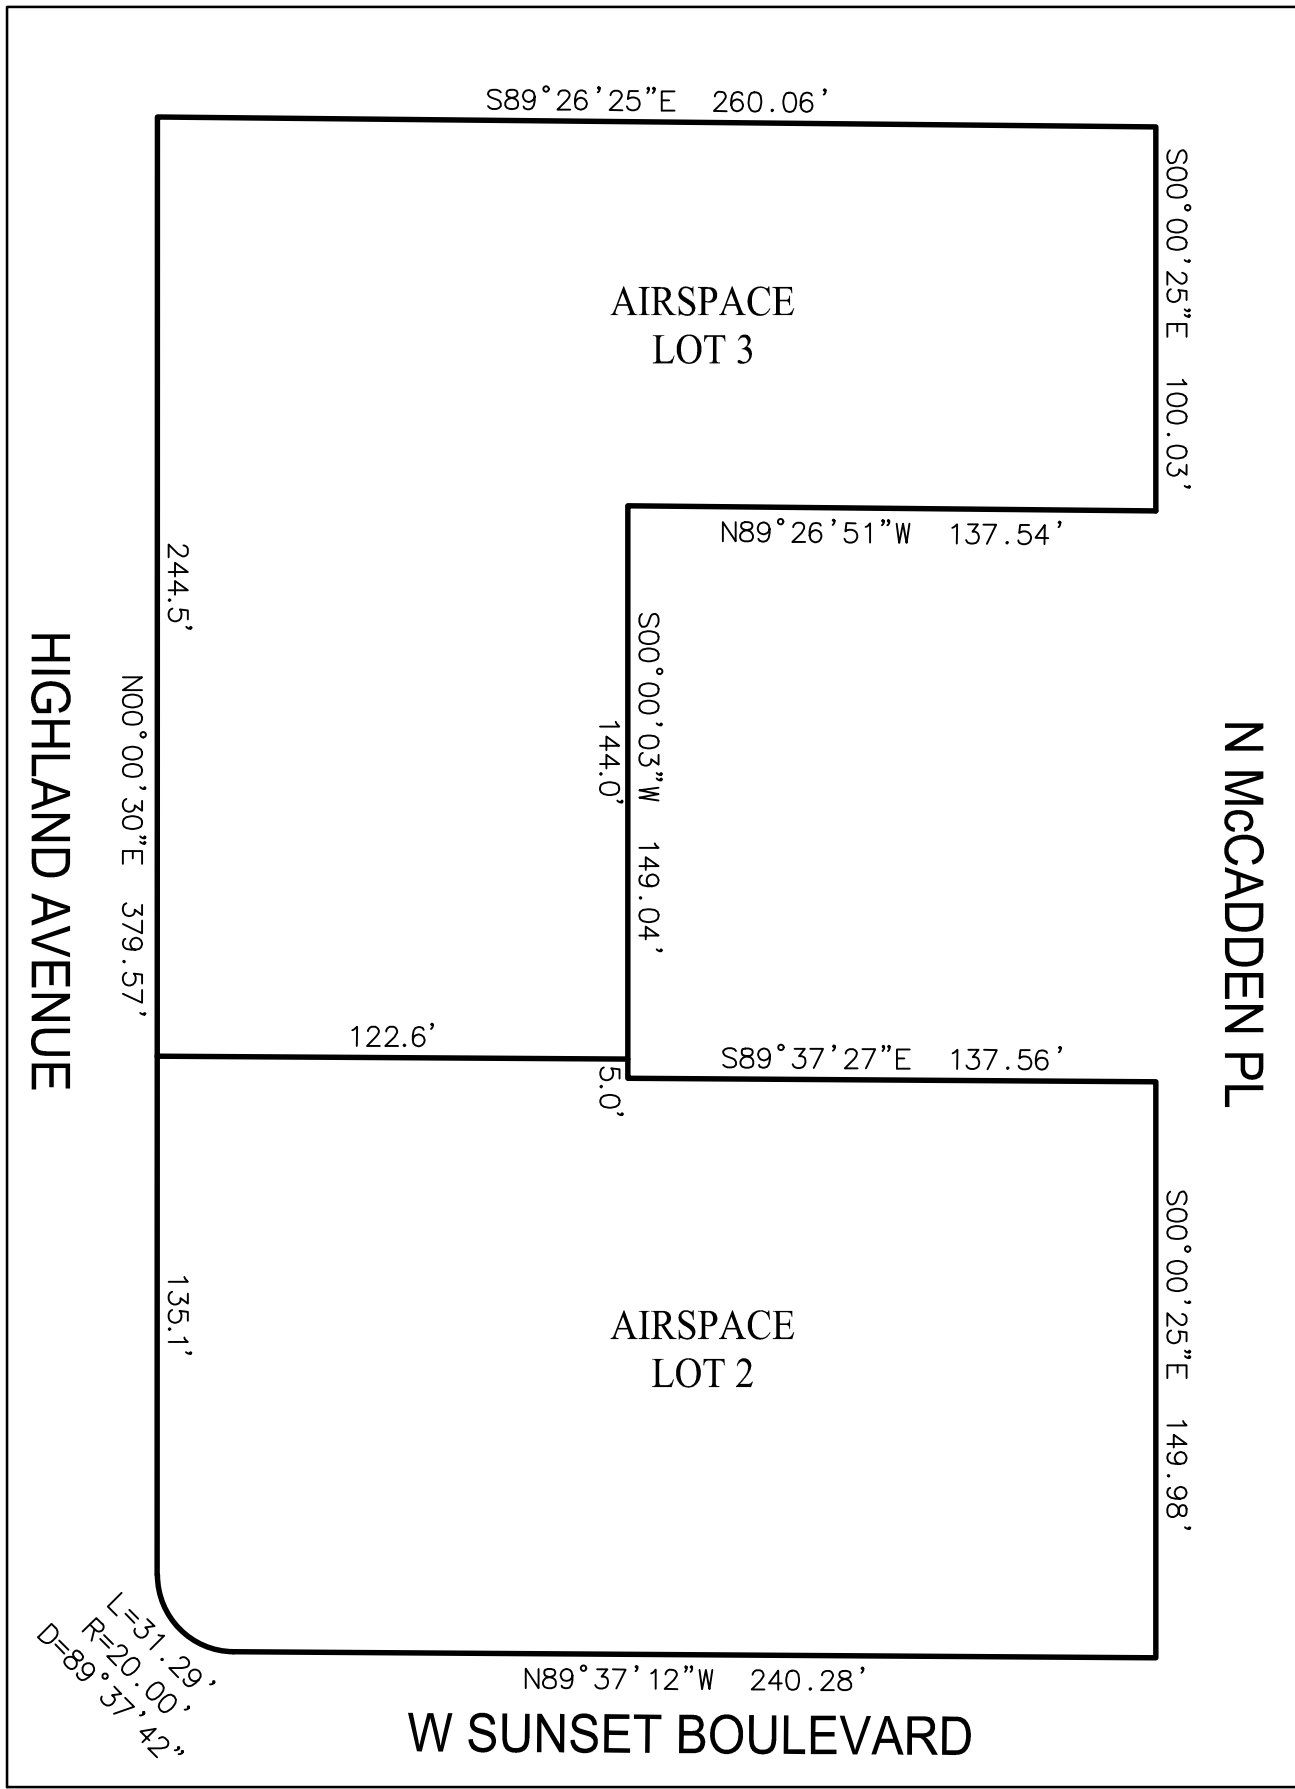 S89°26'25"E 260.06'
S00°00'25"E 100.03'
AIRSPACE
LOT 3
N89°26'51"W 137.54'
244.5'
S00°00'03"W 149.04'
144.0'
HIGHLAND AVENUE
N00°00'30"E 379.57'
N McCADDEN PL
122.6'
S89°37'27"E 137.56'
5.0'
S00°00'25"E 149.98'
135.1'
AIRSPACE
LOT 2
L=31.29'
R=20.00'
D=89°37'42"
N89°37'12"W 240.28'
W SUNSET BOULEVARD